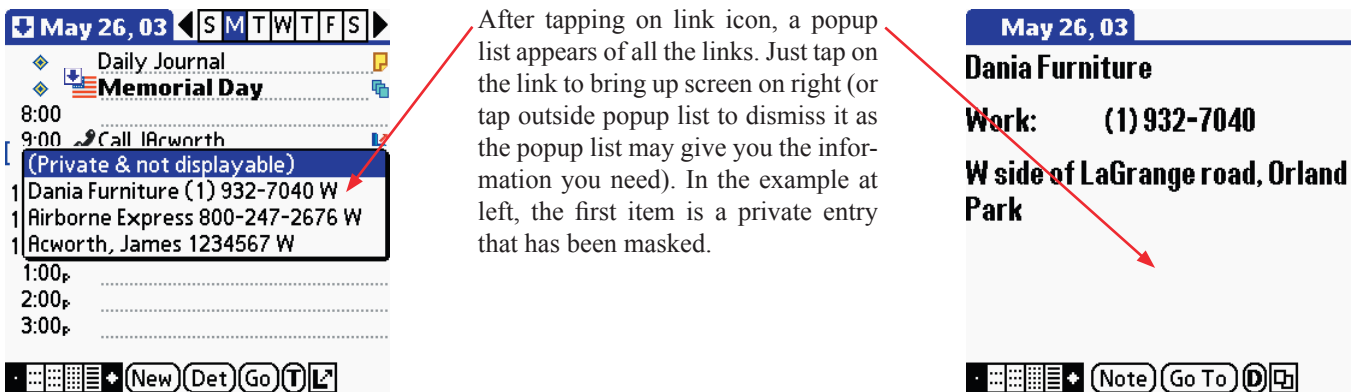 May 26, 03 S M T W T F S
Daily Journal
Memorial Day
8:00
9:00 Call JAcworth
(Private & not displayable)
1 Dania Furniture (1) 932-7040 W
1 Airborne Express 800-247-2676 W
1 Acworth, James 1234567 W
1:00P
2:00P
3:00P
New Det Go T
After tapping on link icon, a popup
list appears of all the links. Just tap on
the link to bring up screen on right (or
tap outside popup list to dismiss it as
the popup list may give you the infor-
mation you need). In the example at
left, the first item is a private entry
that has been masked.
May 26, 03
Dania Furniture
Work: (1) 932-7040
W side of LaGrange road, Orland
Park
Note Go To D